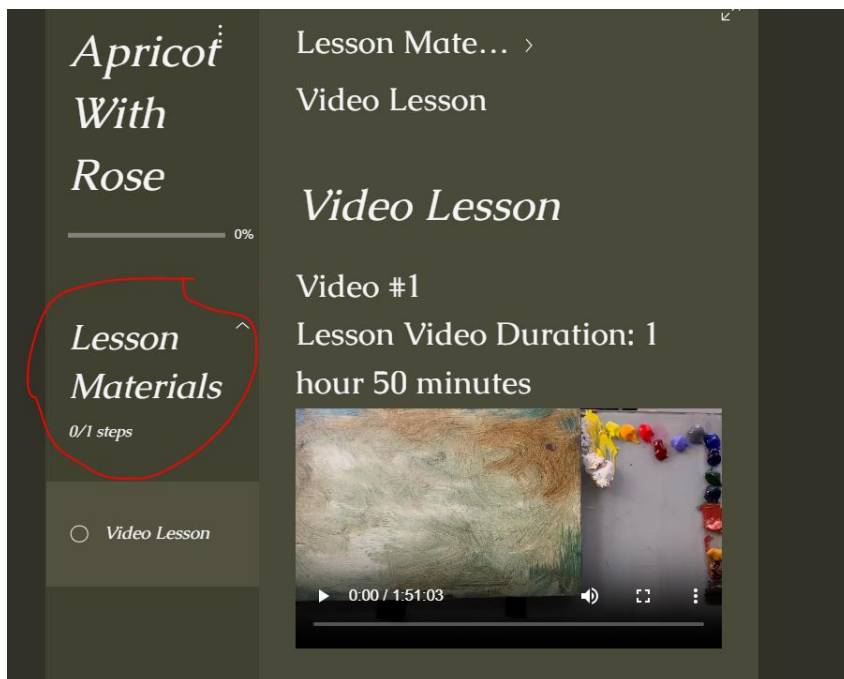 Apricot
With
Rose
0%
Lesson
Materials
0/1 steps
Video Lesson
Lesson Mate... >
Video Lesson
Video Lesson
Video #1
Lesson Video Duration: 1
hour 50 minutes
0:00 / 1:51:03